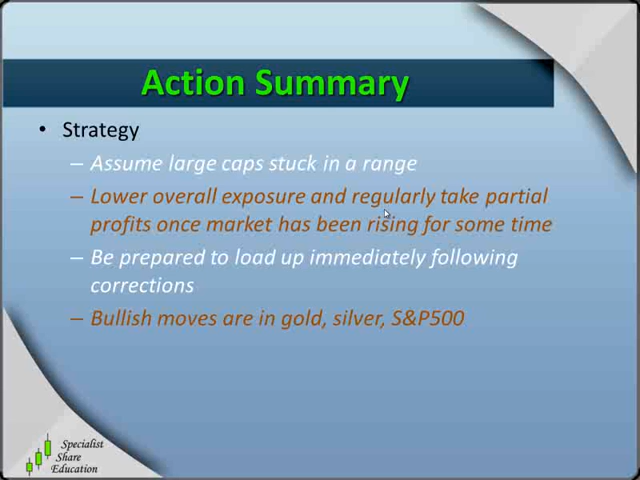 Action Summary
• Strategy
– Assume large caps stuck in a range
– Lower overall exposure and regularly take partial
profits once market has been rising for some time
– Be prepared to load up immediately following
corrections
– Bullish moves are in gold, silver, S&P500
Specialist
Share
Education